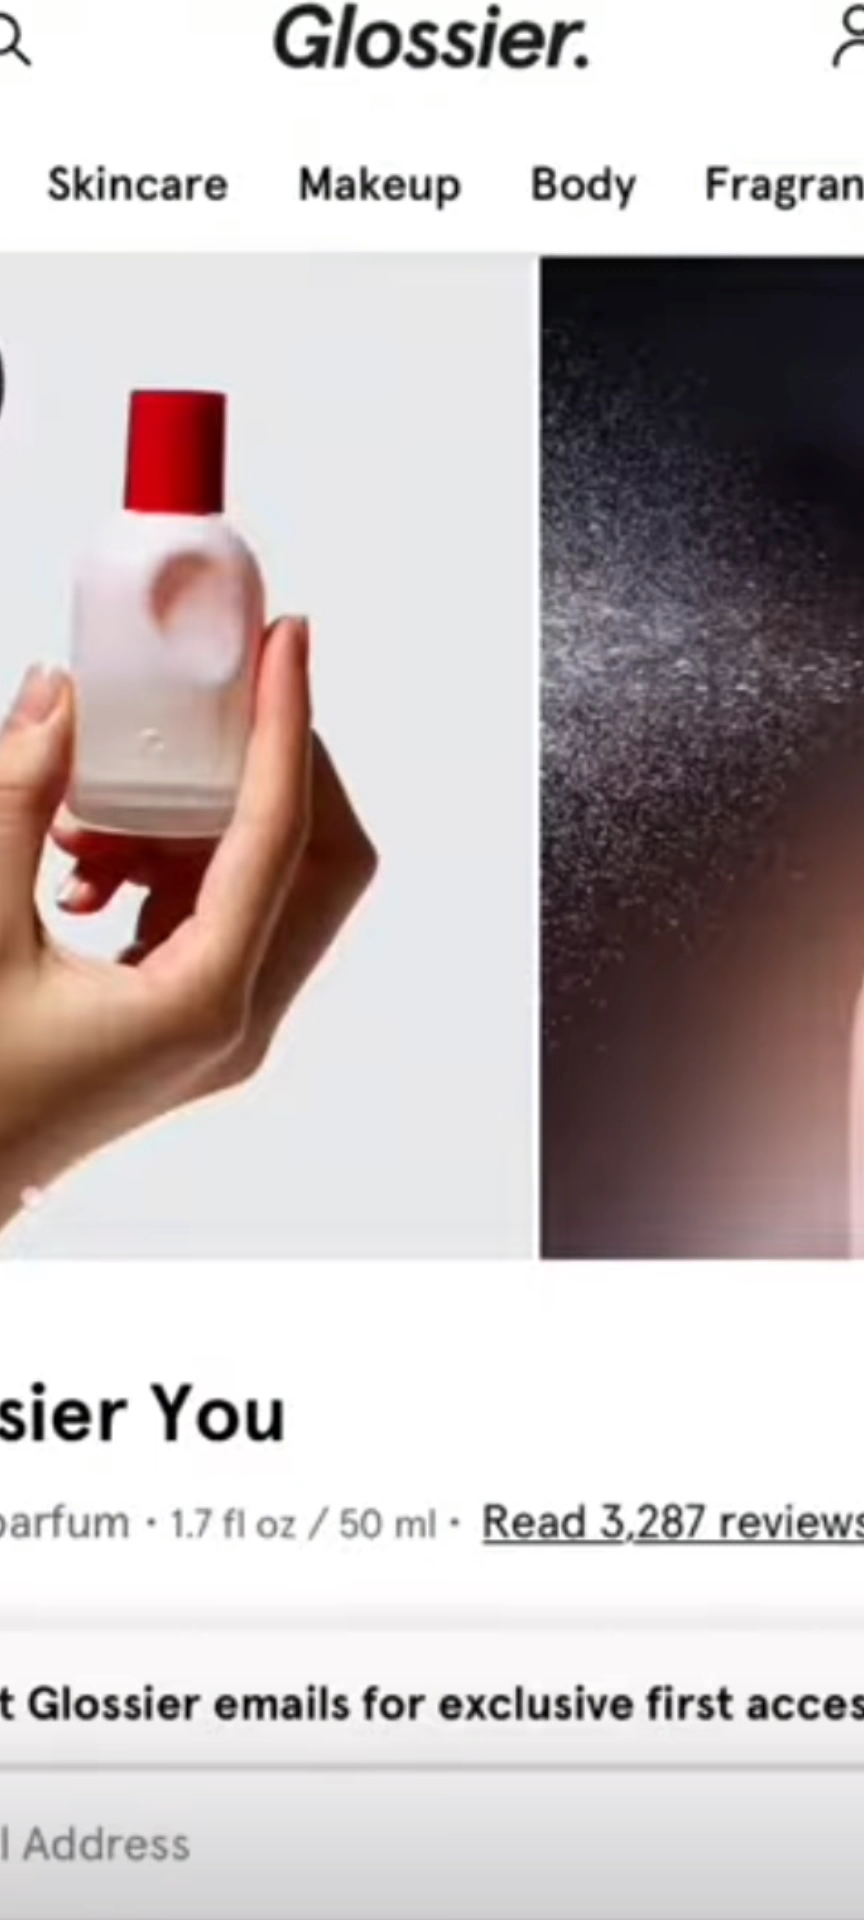 Glossier.
Skincare Makeup Body Fragran
sier You
parfum · 1.7 fl oz / 50 ml · Read 3,287 reviews
t Glossier emails for exclusive first acces
l Address